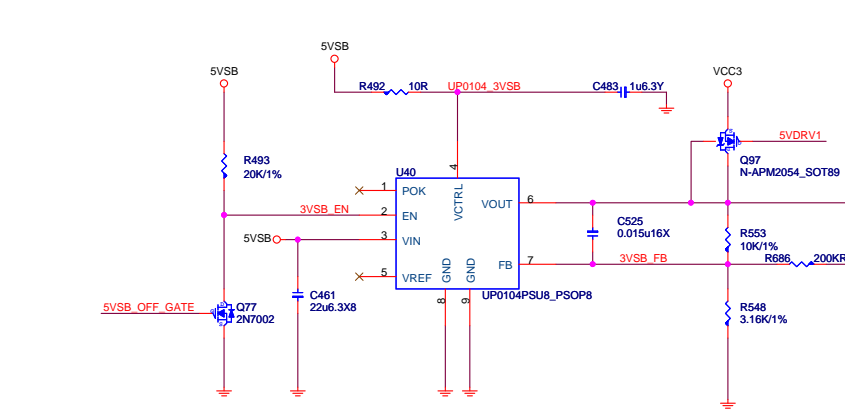 5VSB
5VSB
R492
10R
UP0104_3VSB
C483
1u6.3Y
VCC3
5VDRV1
Q97
N-APM2054_SOT89
R493
20K/1%
U40
4
VCTRL
1
POK
3VSB_EN
2
EN
5VSB
3
VIN
5
VREF
VOUT
6
FB
7
GND
GND
8
9
UP0104PSU8_PSOP8
C525
0.015u16X
3VSB_FB
R553
10K/1%
R686
200KR
R548
3.16K/1%
C461
22u6.3X8
5VSB_OFF_GATE
Q77
2N7002